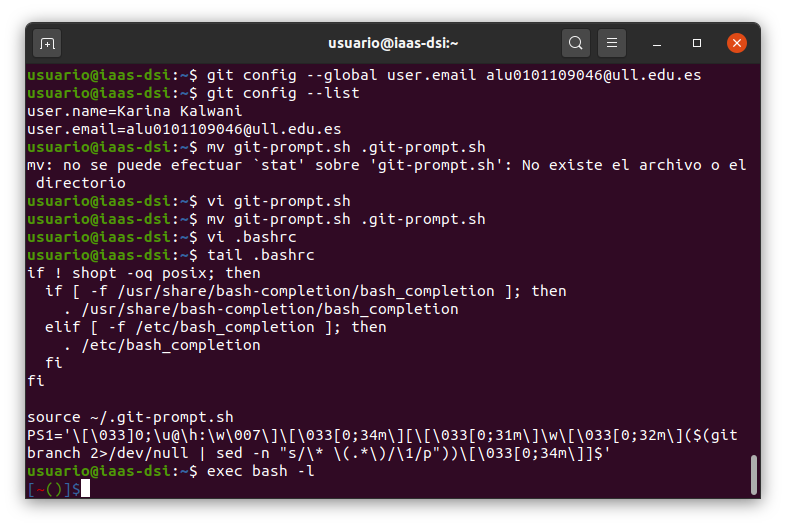 usuario@iaas-dsi:~
usuario@iaas-dsi:~$ git config --global user.email alu0101109046@ull.edu.es
usuario@iaas-dsi:~$ git config --list
user.name=Karina Kalwani
user.email=alu0101109046@ull.edu.es
usuario@iaas-dsi:~$ mv git-prompt.sh .git-prompt.sh
mv: no se puede efectuar `stat' sobre 'git-prompt.sh': No existe el archivo o el
 directorio
usuario@iaas-dsi:~$ vi git-prompt.sh
usuario@iaas-dsi:~$ mv git-prompt.sh .git-prompt.sh
usuario@iaas-dsi:~$ vi .bashrc
usuario@iaas-dsi:~$ tail .bashrc
if ! shopt -oq posix; then
  if [ -f /usr/share/bash-completion/bash_completion ]; then
    . /usr/share/bash-completion/bash_completion
  elif [ -f /etc/bash_completion ]; then
    . /etc/bash_completion
  fi
fi

source ~/.git-prompt.sh
PS1='\[\033]0;\u@\h:\w\007\]\[\033[0;34m\][\[\033[0;31m\]\w\[\033[0;32m\]($(git
branch 2>/dev/null | sed -n "s/\* \(.*\)/\1/p"))\[\033[0;34m\]]$'
usuario@iaas-dsi:~$ exec bash -l
[~()]$